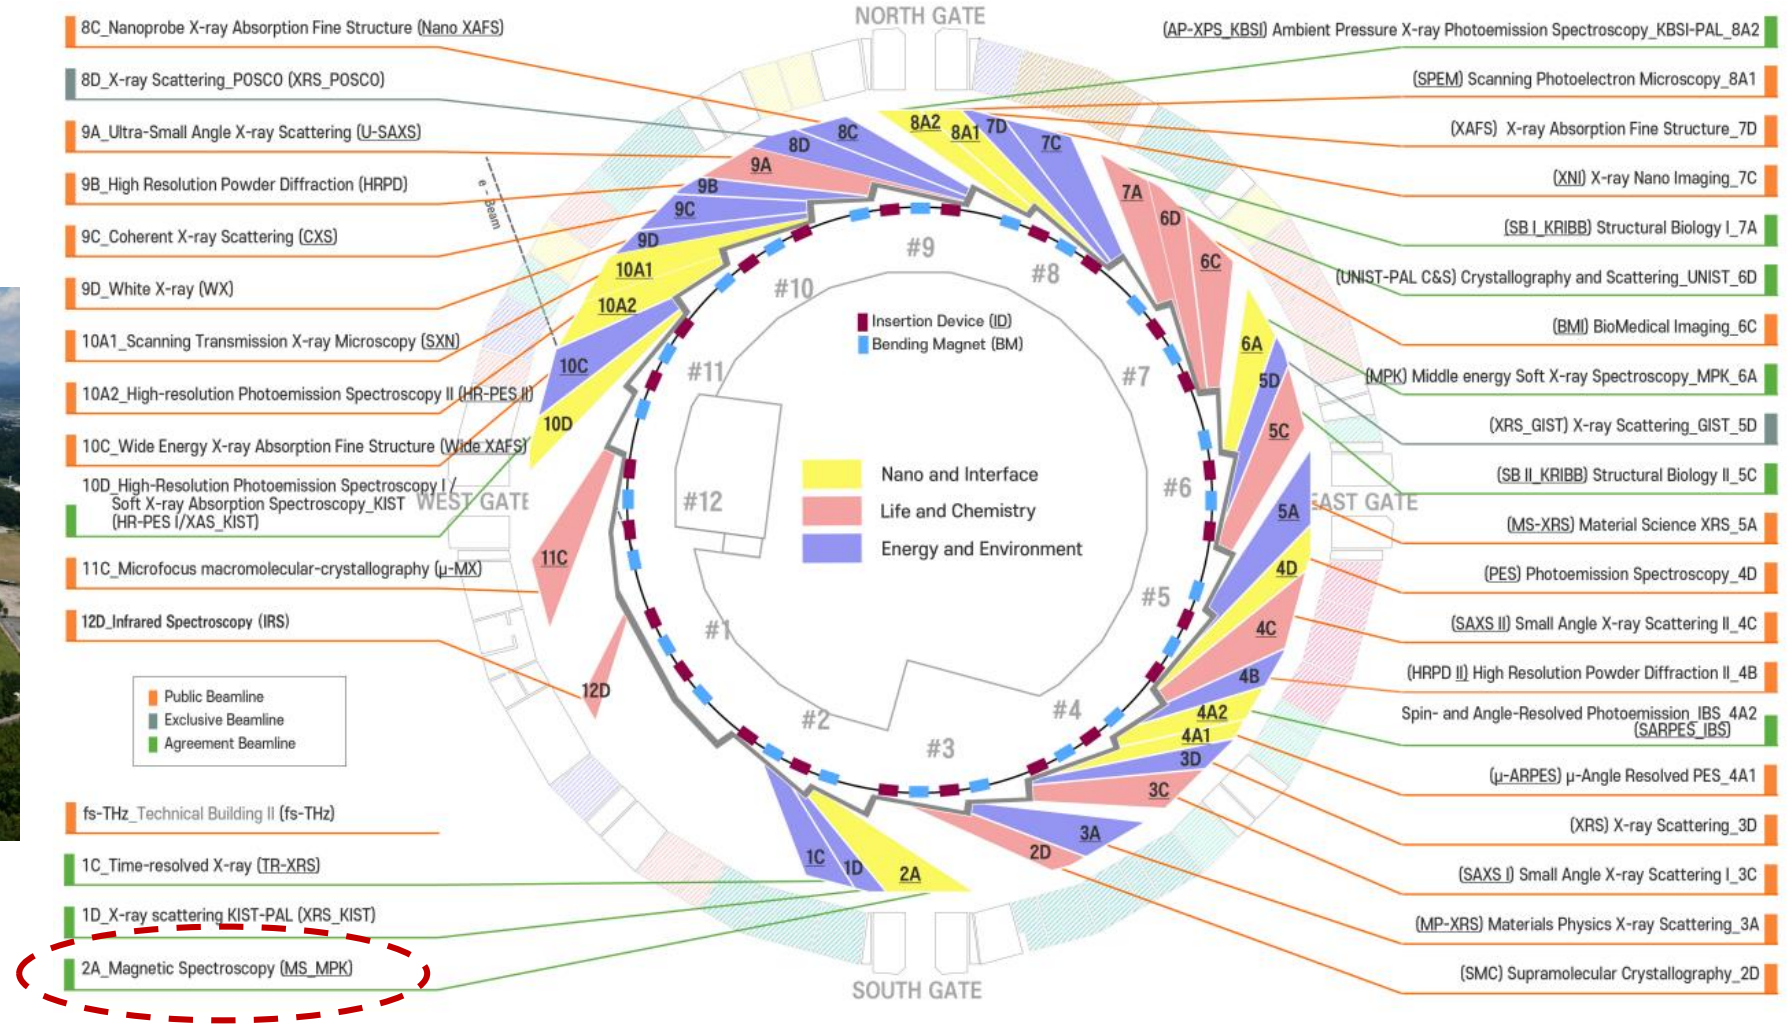 NORTH GATE
8C_Nanoprobe X-ray Absorption Fine Structure (Nano XAFS)
8D_X-ray Scattering_POSCO (XRS_POSCO)
9A_Ultra-Small Angle X-ray Scattering (U-SAXS)
9B_High Resolution Powder Diffraction (HRPD)
9C_Coherent X-ray Scattering (CXS)
9D_White X-ray (WX)
10A1_Scanning Transmission X-ray Microscopy (SXN)
10A2_High-resolution Photoemission Spectroscopy II (HR-PES II)
10C_Wide Energy X-ray Absorption Fine Structure (Wide XAFS)
10D_High-Resolution Photoemission Spectroscopy I /
Soft X-ray Absorption Spectroscopy_KIST
(HR-PES I/XAS_KIST)
11C_Microfocus macromolecular-crystallography (μ-MX)
12D_Infrared Spectroscopy (IRS)
Public Beamline
Exclusive Beamline
Agreement Beamline
fs-THz_Technical Building II (fs-THz)
1C_Time-resolved X-ray (TR-XRS)
1D_X-ray scattering KIST-PAL (XRS_KIST)
2A_Magnetic Spectroscopy (MS_MPK)
e - Beam
WEST GATE
8C
8D
9A
9B
9C
9D
10A1
10A2
10C
10D
11C
12D
1C
1D
2A
8A2
8A1
7D
7C
7A
6D
6C
6A
5D
5C
5A
4D
4C
4B
4A2
4A1
3D
3C
3A
2D
#9
#8
#10
#11
#7
#12
#6
#5
#1
#2
#4
#3
Insertion Device (ID)
Bending Magnet (BM)
Nano and Interface
Life and Chemistry
Energy and Environment
EAST GATE
SOUTH GATE
(AP-XPS_KBSI) Ambient Pressure X-ray Photoemission Spectroscopy_KBSI-PAL_8A2
(SPEM) Scanning Photoelectron Microscopy_8A1
(XAFS) X-ray Absorption Fine Structure_7D
(XNI) X-ray Nano Imaging_7C
(SB I_KRIBB) Structural Biology I_7A
(UNIST-PAL C&S) Crystallography and Scattering_UNIST_6D
(BMI) BioMedical Imaging_6C
(MPK) Middle energy Soft X-ray Spectroscopy_MPK_6A
(XRS_GIST) X-ray Scattering_GIST_5D
(SB II_KRIBB) Structural Biology II_5C
(MS-XRS) Material Science XRS_5A
(PES) Photoemission Spectroscopy_4D
(SAXS II) Small Angle X-ray Scattering II_4C
(HRPD II) High Resolution Powder Diffraction II_4B
Spin- and Angle-Resolved Photoemission_IBS_4A2
(SARPES_IBS)
(μ-ARPES) μ-Angle Resolved PES_4A1
(XRS) X-ray Scattering_3D
(SAXS I) Small Angle X-ray Scattering I_3C
(MP-XRS) Materials Physics X-ray Scattering_3A
(SMC) Supramolecular Crystallography_2D